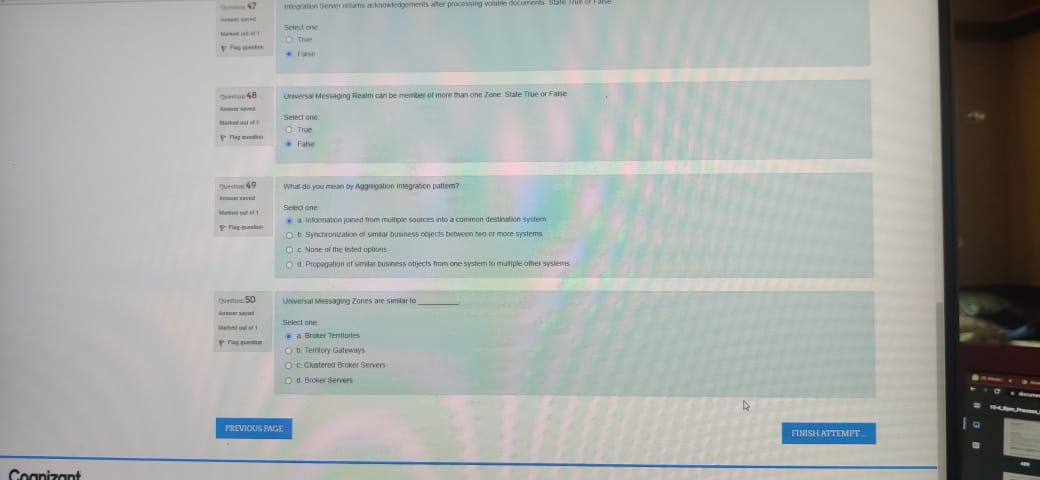 Question 47
Integration Server returns acknowledgements after processing volatile documents. State True or False
Answer saved
Marked out of 1
Flag question
Select one:
True
False
Question 48
Answer saved
Marked out of 1
Flag question
Universal Messaging Realm can be member of more than one Zone. State True or False
Select one:
True
False
Question 49
Answer saved
Marked out of 1
Flag question
What do you mean by Aggregation integration pattern?
Select one:
a. Information joined from multiple sources into a common destination system
b. Synchronization of similar business objects between two or more systems
c. None of the listed options
d. Propagation of similar business objects from one system to multiple other systems
Question 50
Answer saved
Marked out of 1
Flag question
Universal Messaging Zones are similar to __________.
Select one:
a. Broker Territories
b. Territory Gateways
c. Clustered Broker Servers
d. Broker Servers
PREVIOUS PAGE
FINISH ATTEMPT ...
Cognizant